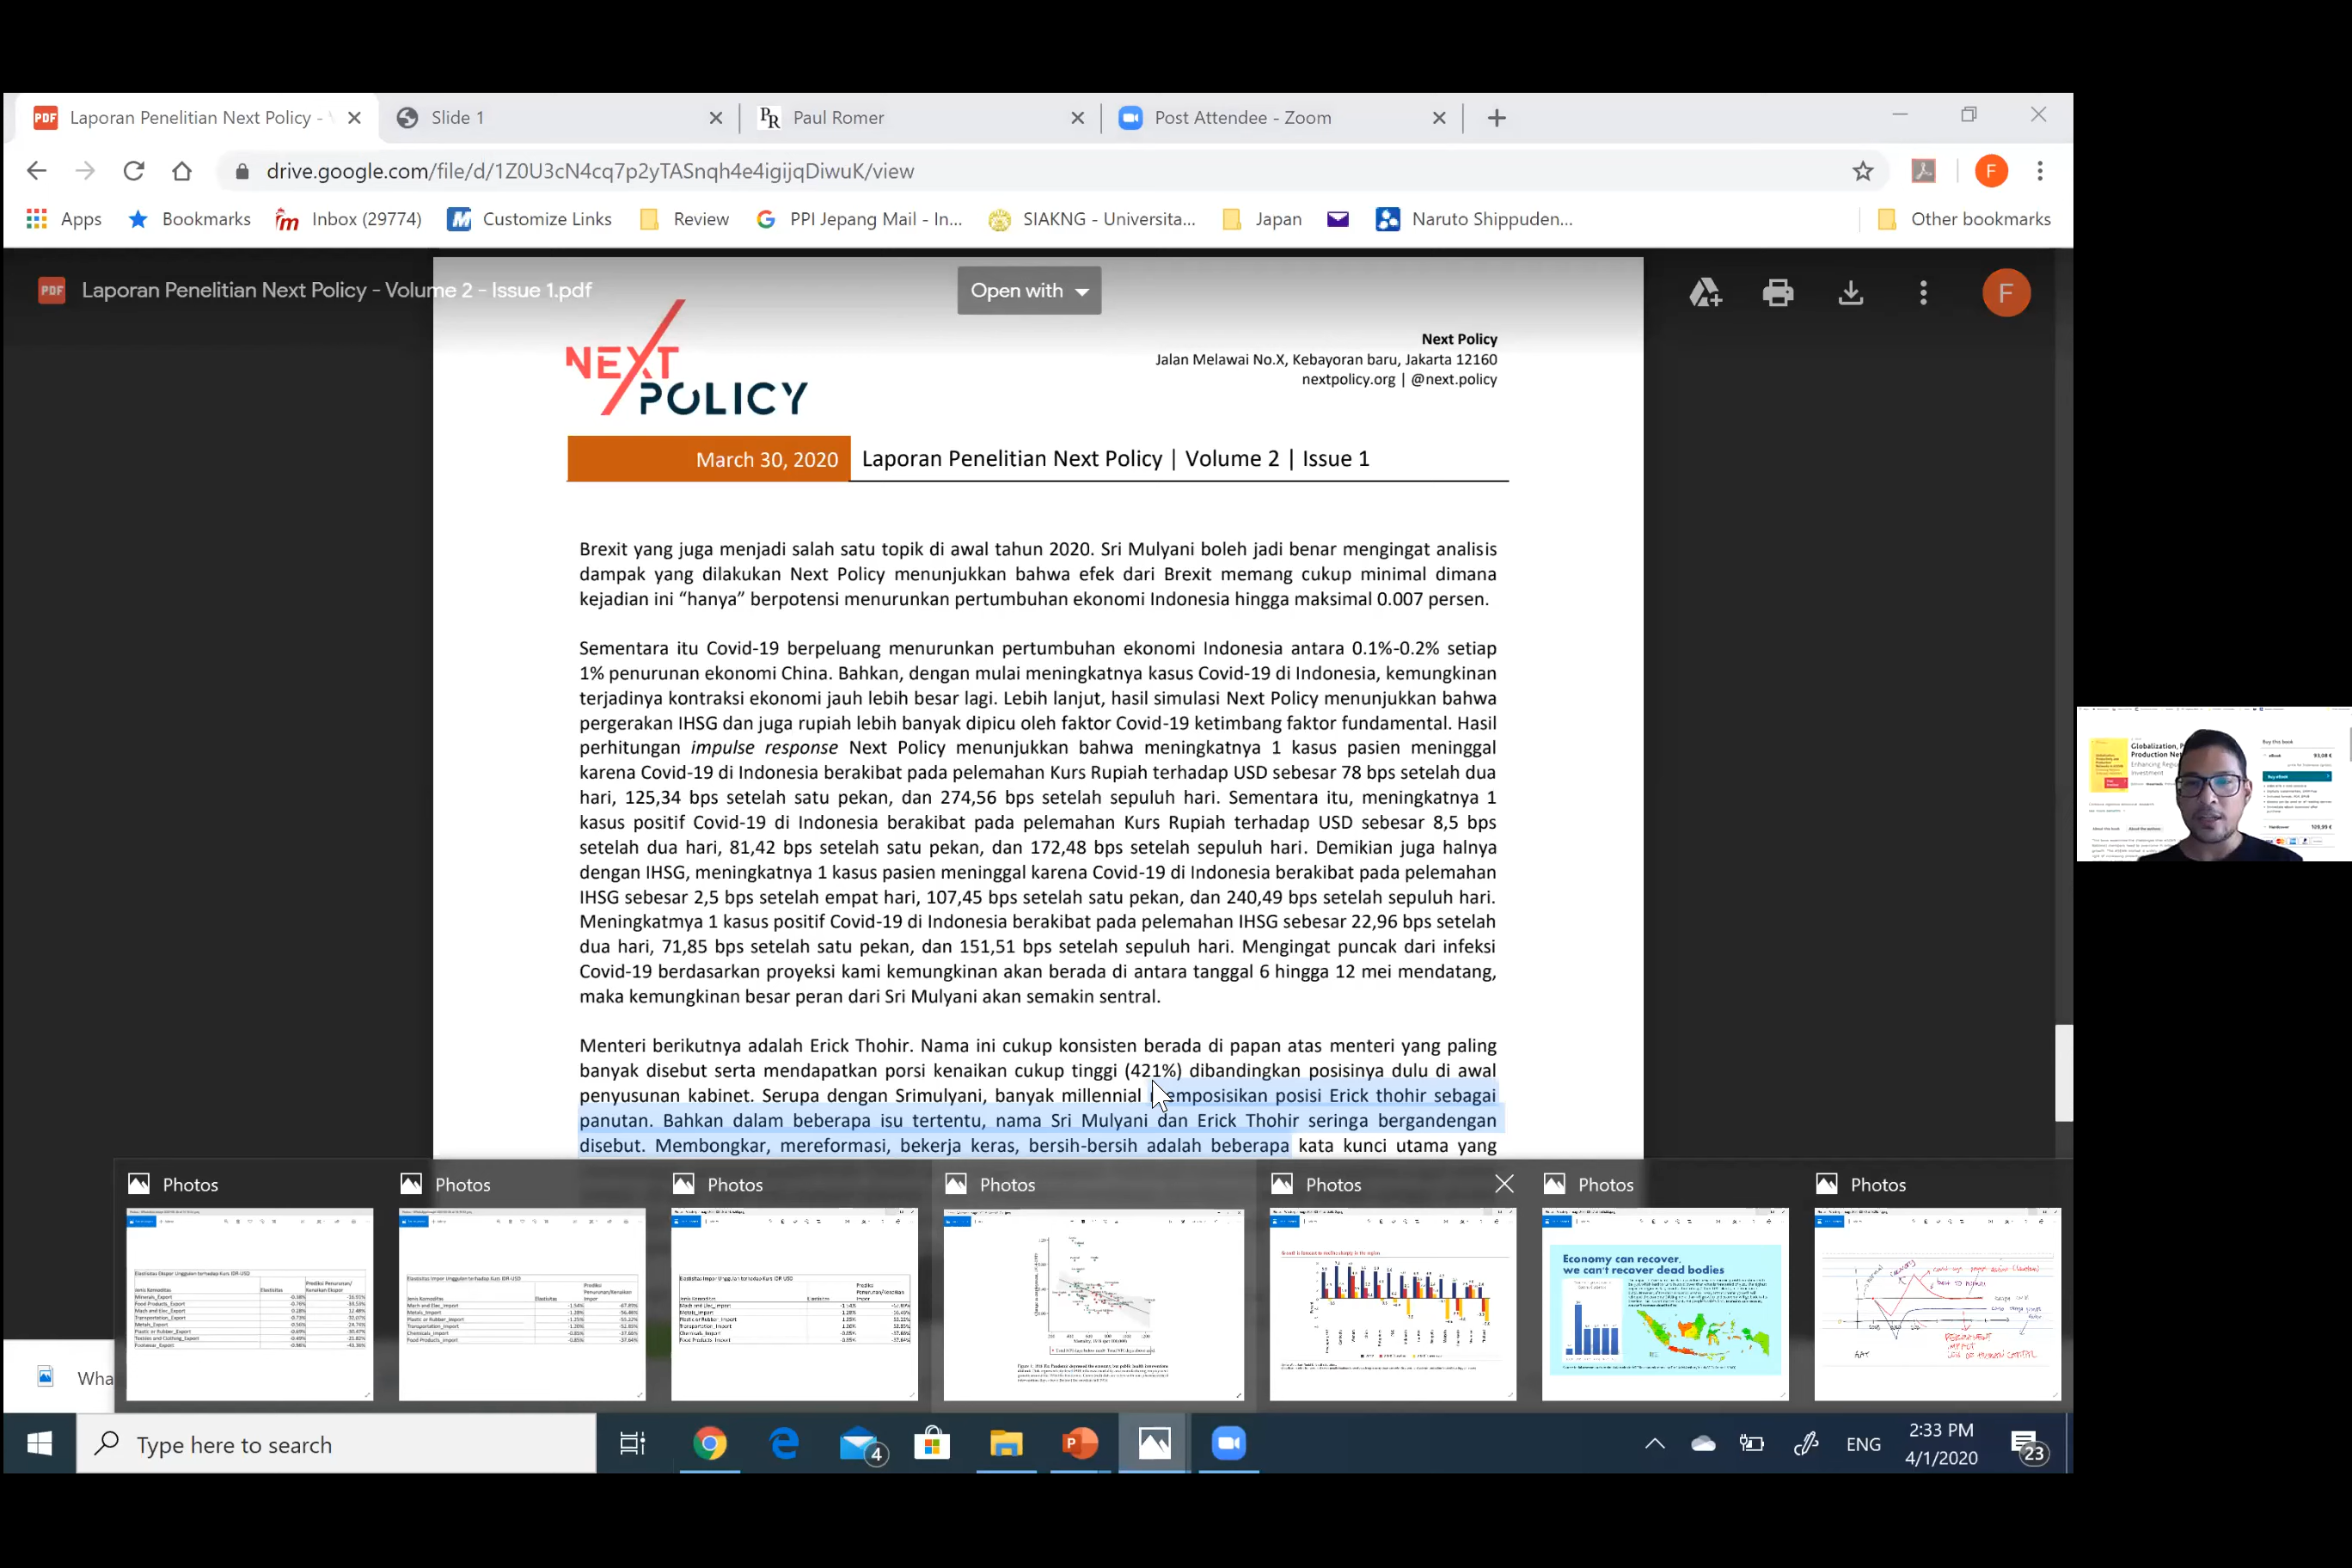 Laporan Penelitian Next Policy -
Slide 1
Paul Romer
Post Attendee - Zoom
drive.google.com/file/d/1Z0U3cN4cq7p2yTASnqh4e4igijqDiwuK/view
F
Apps
Bookmarks
Inbox (29774)
Customize Links
Review
PPI Jepang Mail - In...
SIAKNG - Universita...
Japan
Naruto Shippuden...
Other bookmarks
PDF
Laporan Penelitian Next Policy - Volume 2 - Issue 1.pdf
Open with
F
NEXT
POLICY
Next Policy
Jalan Melawai No.X, Kebayoran baru, Jakarta 12160
nextpolicy.org | @next.policy
March 30, 2020
Laporan Penelitian Next Policy | Volume 2 | Issue 1
Brexit yang juga menjadi salah satu topik di awal tahun 2020. Sri Mulyani boleh jadi benar mengingat analisis
dampak yang dilakukan Next Policy menunjukkan bahwa efek dari Brexit memang cukup minimal dimana
kejadian ini “hanya” berpotensi menurunkan pertumbuhan ekonomi Indonesia hingga maksimal 0.007 persen.
Sementara itu Covid-19 berpeluang menurunkan pertumbuhan ekonomi Indonesia antara 0.1%-0.2% setiap
1% penurunan ekonomi China. Bahkan, dengan mulai meningkatnya kasus Covid-19 di Indonesia, kemungkinan
terjadinya kontraksi ekonomi jauh lebih besar lagi. Lebih lanjut, hasil simulasi Next Policy menunjukkan bahwa
pergerakan IHSG dan juga rupiah lebih banyak dipicu oleh faktor Covid-19 ketimbang faktor fundamental. Hasil
perhitungan impulse response Next Policy menunjukkan bahwa meningkatnya 1 kasus pasien meninggal
karena Covid-19 di Indonesia berakibat pada pelemahan Kurs Rupiah terhadap USD sebesar 78 bps setelah dua
hari, 125,34 bps setelah satu pekan, dan 274,56 bps setelah sepuluh hari. Sementara itu, meningkatnya 1
kasus positif Covid-19 di Indonesia berakibat pada pelemahan Kurs Rupiah terhadap USD sebesar 8,5 bps
setelah dua hari, 81,42 bps setelah satu pekan, dan 172,48 bps setelah sepuluh hari. Demikian juga halnya
dengan IHSG, meningkatnya 1 kasus pasien meninggal karena Covid-19 di Indonesia berakibat pada pelemahan
IHSG sebesar 2,5 bps setelah empat hari, 107,45 bps setelah satu pekan, dan 240,49 bps setelah sepuluh hari.
Meningkatmya 1 kasus positif Covid-19 di Indonesia berakibat pada pelemahan IHSG sebesar 22,96 bps setelah
dua hari, 71,85 bps setelah satu pekan, dan 151,51 bps setelah sepuluh hari. Mengingat puncak dari infeksi
Covid-19 berdasarkan proyeksi kami kemungkinan akan berada di antara tanggal 6 hingga 12 mei mendatang,
maka kemungkinan besar peran dari Sri Mulyani akan semakin sentral.
Menteri berikutnya adalah Erick Thohir. Nama ini cukup konsisten berada di papan atas menteri yang paling
banyak disebut serta mendapatkan porsi kenaikan cukup tinggi (421%) dibandingkan posisinya dulu di awal
penyusunan kabinet. Serupa dengan Srimulyani, banyak millennial memposisikan posisi Erick thohir sebagai
panutan. Bahkan dalam beberapa isu tertentu, nama Sri Mulyani dan Erick Thohir seringa bergandengan
disebut. Membongkar, mereformasi, bekerja keras, bersih-bersih adalah beberapa kata kunci utama yang
Globalization, P
Production Net
Buy this book
Photos
Photos
Photos
Photos
Photos
Photos
Photos
Economy can recover,
we can't recover dead bodies
Wha
Type here to search
4
ENG
2:33 PM
4/1/2020
23